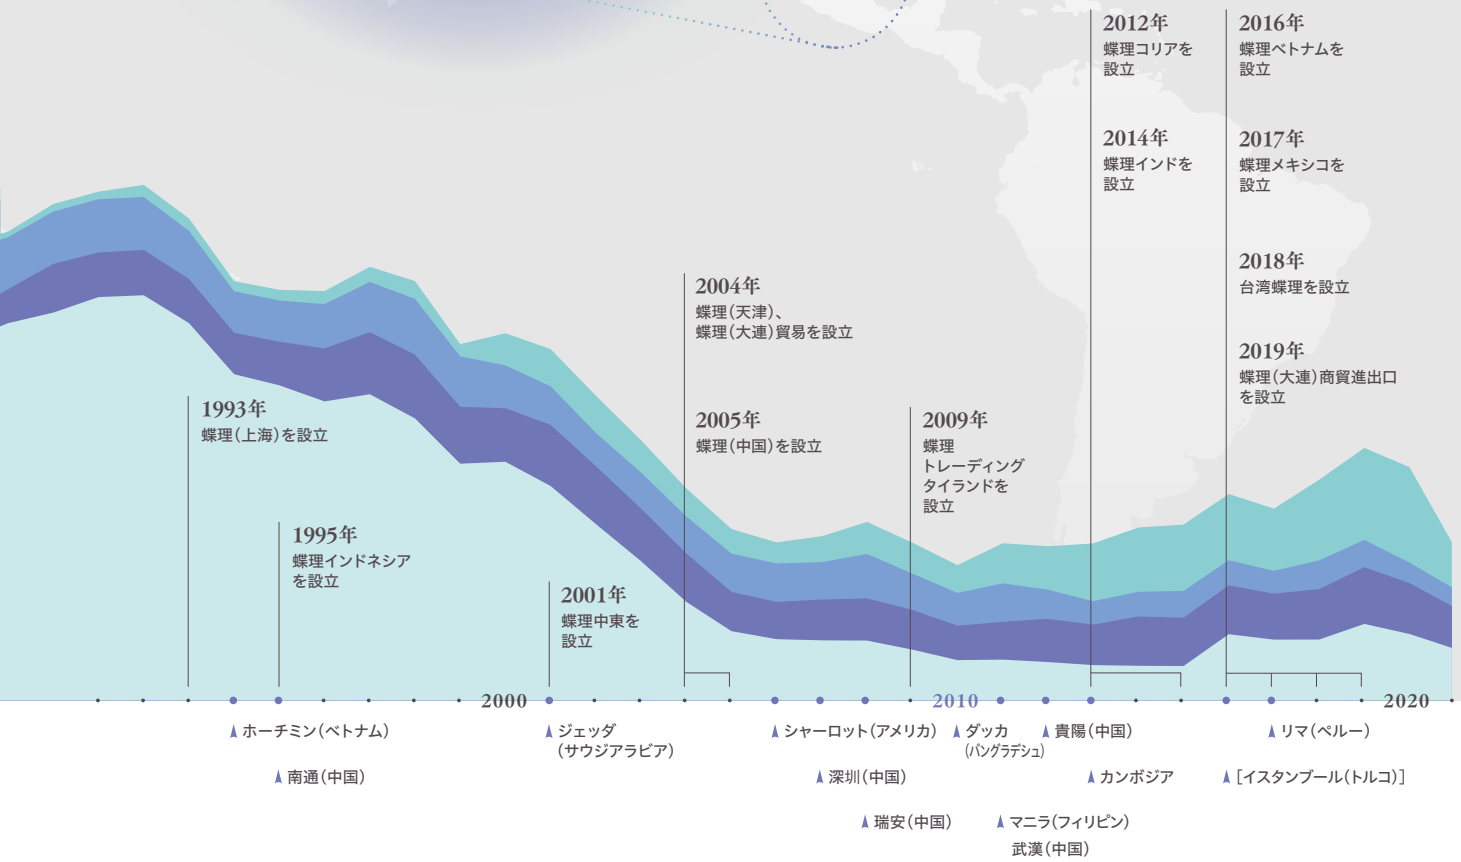 2012年
蝶理コリアを
設立
2014年
蝶理インドを
設立
2016年
蝶理ベトナムを
設立
2017年
蝶理メキシコを
設立
2018年
台湾蝶理を設立
2019年
蝶理（大連）商貿進出口
を設立
2004年
蝶理（天津）、
蝶理（大連）貿易を設立
2005年
蝶理（中国）を設立
2009年
蝶理
トレーディング
タイランドを
設立
1993年
蝶理（上海）を設立
1995年
蝶理インドネシア
を設立
2001年
蝶理中東を
設立
2000
2010
2020
ホーチミン（ベトナム）
南通（中国）
ジェッダ
（サウジアラビア）
シャーロット（アメリカ）
深圳（中国）
瑞安（中国）
ダッカ
（バングラデシュ）
マニラ（フィリピン）
武漢（中国）
貴陽（中国）
カンボジア
リマ（ペルー）
［イスタンブール（トルコ）］